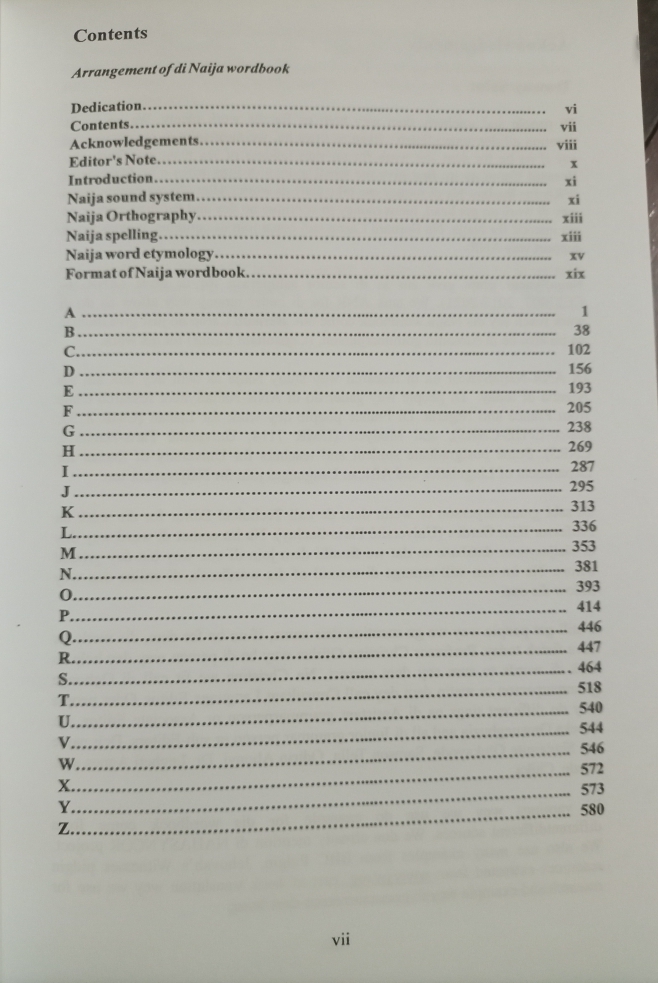 Contents
Arrangement of di Naija wordbook
Dedication.......... vi
Contents.......... vii
Acknowledgements.......... viii
Editor's Note.......... x
Introduction.......... xi
Naija sound system.......... xi
Naija Orthography.......... xiii
Naija spelling.......... xiii
Naija word etymology.......... xv
Format of Naija wordbook.......... xix
A .......... 1
B.......... 38
C.......... 102
D .......... 156
E .......... 193
F .......... 205
G .......... 238
H .......... 269
I .......... 287
J .......... 295
K .......... 313
L.......... 336
M.......... 353
N.......... 381
O.......... 393
P.......... 414
Q.......... 446
R.......... 447
S.......... 464
T.......... 518
U.......... 540
V.......... 544
W.......... 546
X.......... 572
Y.......... 573
Z.......... 580
vii